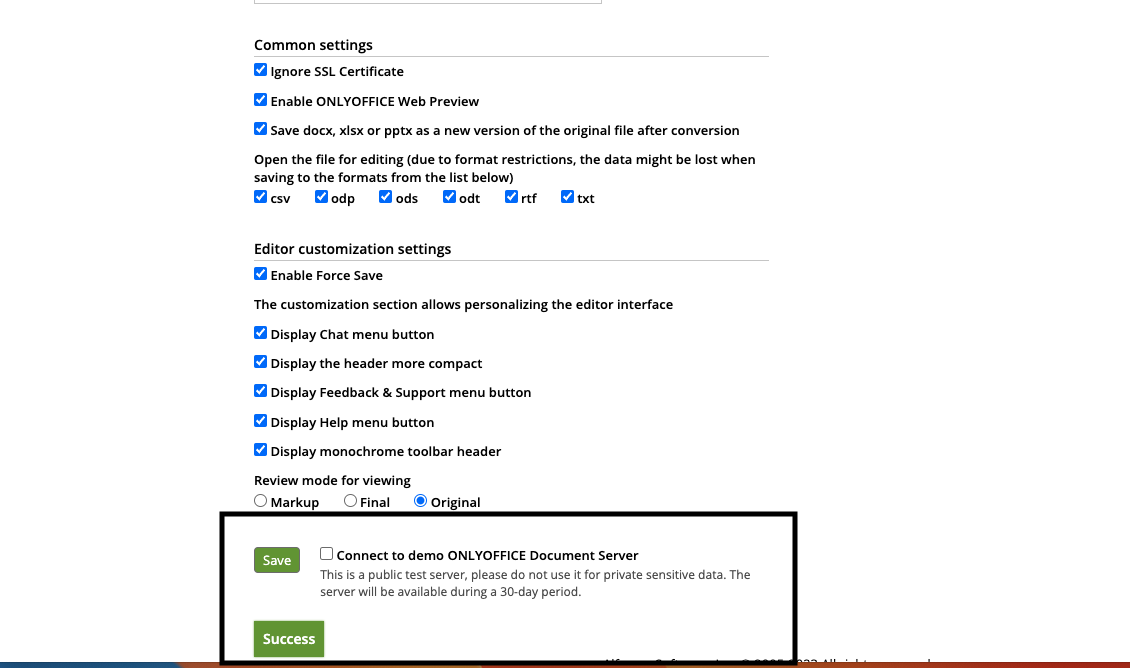 Common settings
Ignore SSL Certificate
Enable ONLYOFFICE Web Preview
Save docx, xlsx or pptx as a new version of the original file after conversion
Open the file for editing (due to format restrictions, the data might be lost when
saving to the formats from the list below)
csv odp ods odt rtf txt
Editor customization settings
Enable Force Save
The customization section allows personalizing the editor interface
Display Chat menu button
Display the header more compact
Display Feedback & Support menu button
Display Help menu button
Display monochrome toolbar header
Review mode for viewing
Markup Final Original
Save Connect to demo ONLYOFFICE Document Server
This is a public test server, please do not use it for private sensitive data. The
server will be available during a 30-day period.
Success